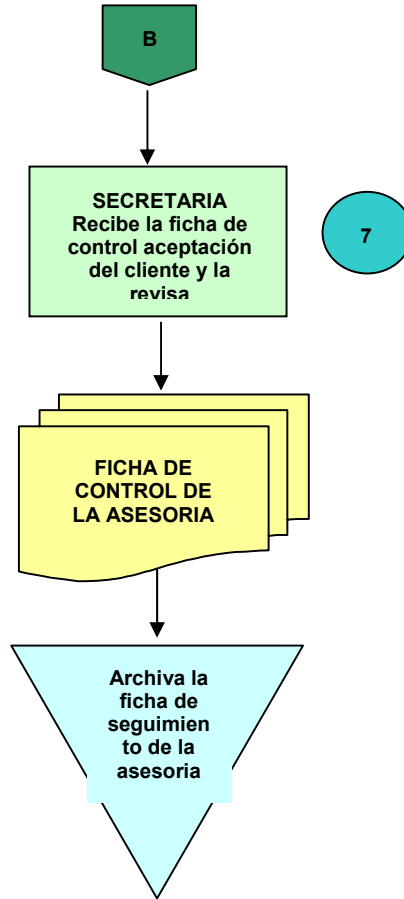 B
SECRETARIA
Recibe la ficha de
control aceptación
del cliente y la
revisa
7
FICHA DE
CONTROL DE
LA ASESORIA
Archiva la
ficha de
seguimien
to de la
asesoria